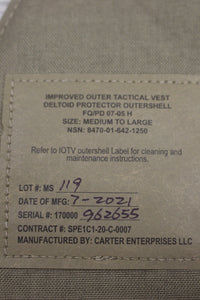 IMPROVED OUTER TACTICAL VEST
DELTOID PROTECTOR OUTERSHELL
FQ/PD 07-05 H
SIZE: MEDIUM TO LARGE
NSN: 8470-01-642-1250
Refer to IOTV outershell Label for cleaning and
maintenance instructions.
LOT #: MS 119
DATE OF MFG: 7-2021
SERIAL #: 170000 962655
CONTRACT #: SPE1C1-20-C-0007
MANUFACTURED BY: CARTER ENTERPRISES LLC